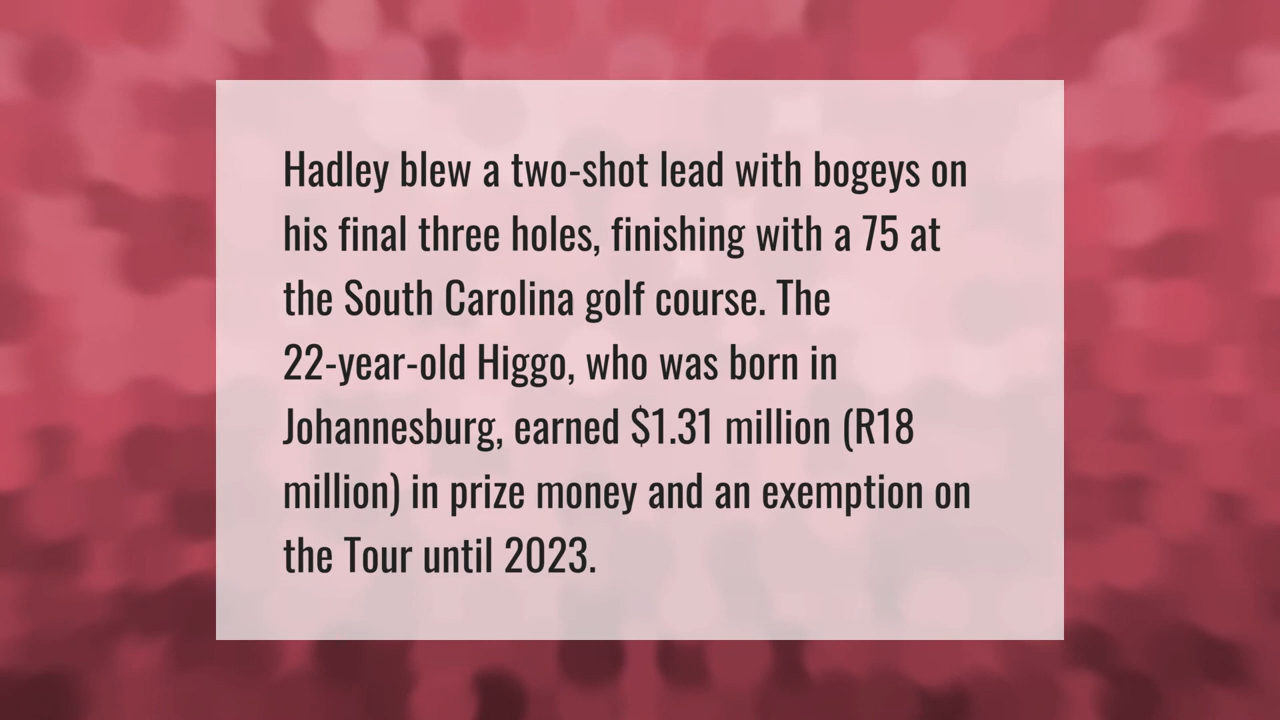 Hadley blew a two-shot lead with bogeys on
his final three holes, finishing with a 75 at
the South Carolina golf course. The
22-year-old Higgo, who was born in
Johannesburg, earned $1.31 million (R18
million) in prize money and an exemption on
the Tour until 2023.